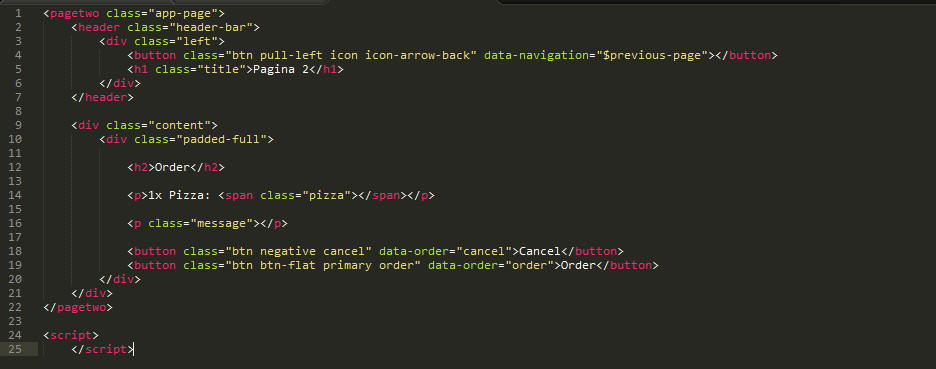 1 <pagetwo class="app-page">
2 <header class="header-bar">
3 <div class="left">
4 <button class="btn pull-left icon icon-arrow-back" data-navigation="$previous-page"></button>
5 <h1 class="title">Pagina 2</h1>
6 </div>
7 </header>
8
9 <div class="content">
10 <div class="padded-full">
11
12 <h2>Order</h2>
13
14 <p>1x Pizza: <span class="pizza"></span></p>
15
16 <p class="message"></p>
17
18 <button class="btn negative cancel" data-order="cancel">Cancel</button>
19 <button class="btn btn-flat primary order" data-order="order">Order</button>
20 </div>
21 </div>
22 </pagetwo>
23
24 <script>
25 </script>